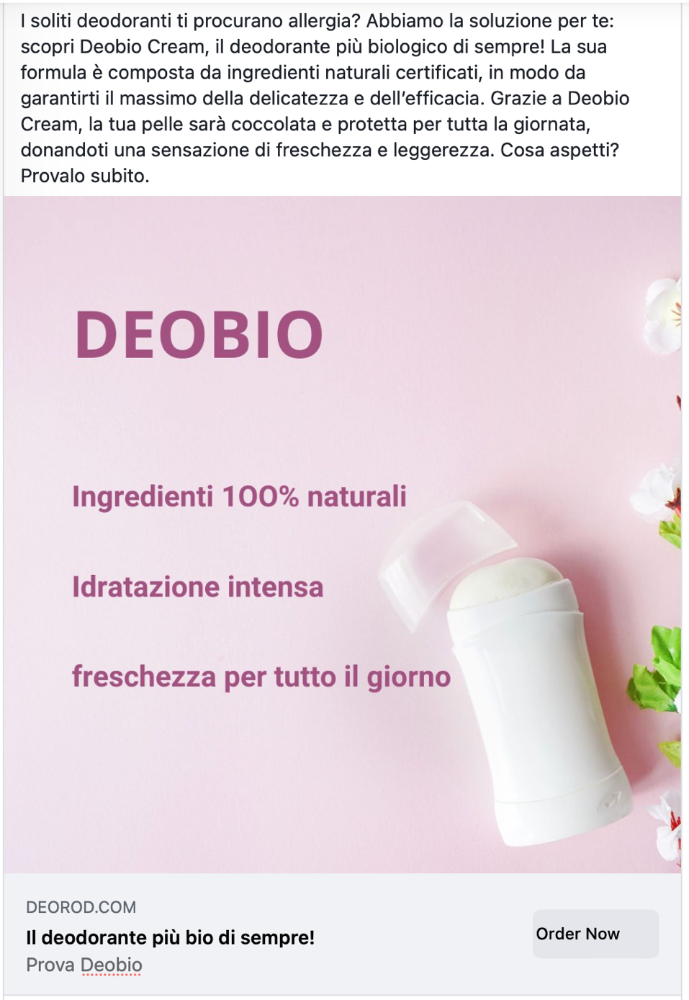 I soliti deodoranti ti procurano allergia? Abbiamo la soluzione per te:
scopri Deobio Cream, il deodorante più biologico di sempre! La sua
formula è composta da ingredienti naturali certificati, in modo da
garantirti il massimo della delicatezza e dell’efficacia. Grazie a Deobio
Cream, la tua pelle sarà coccolata e protetta per tutta la giornata,
donandoti una sensazione di freschezza e leggerezza. Cosa aspetti?
Provalo subito.
DEOBIO
Ingredienti 100% naturali
Idratazione intensa
freschezza per tutto il giorno
DEOROD.COM
Il deodorante più bio di sempre!
Prova Deobio
Order Now